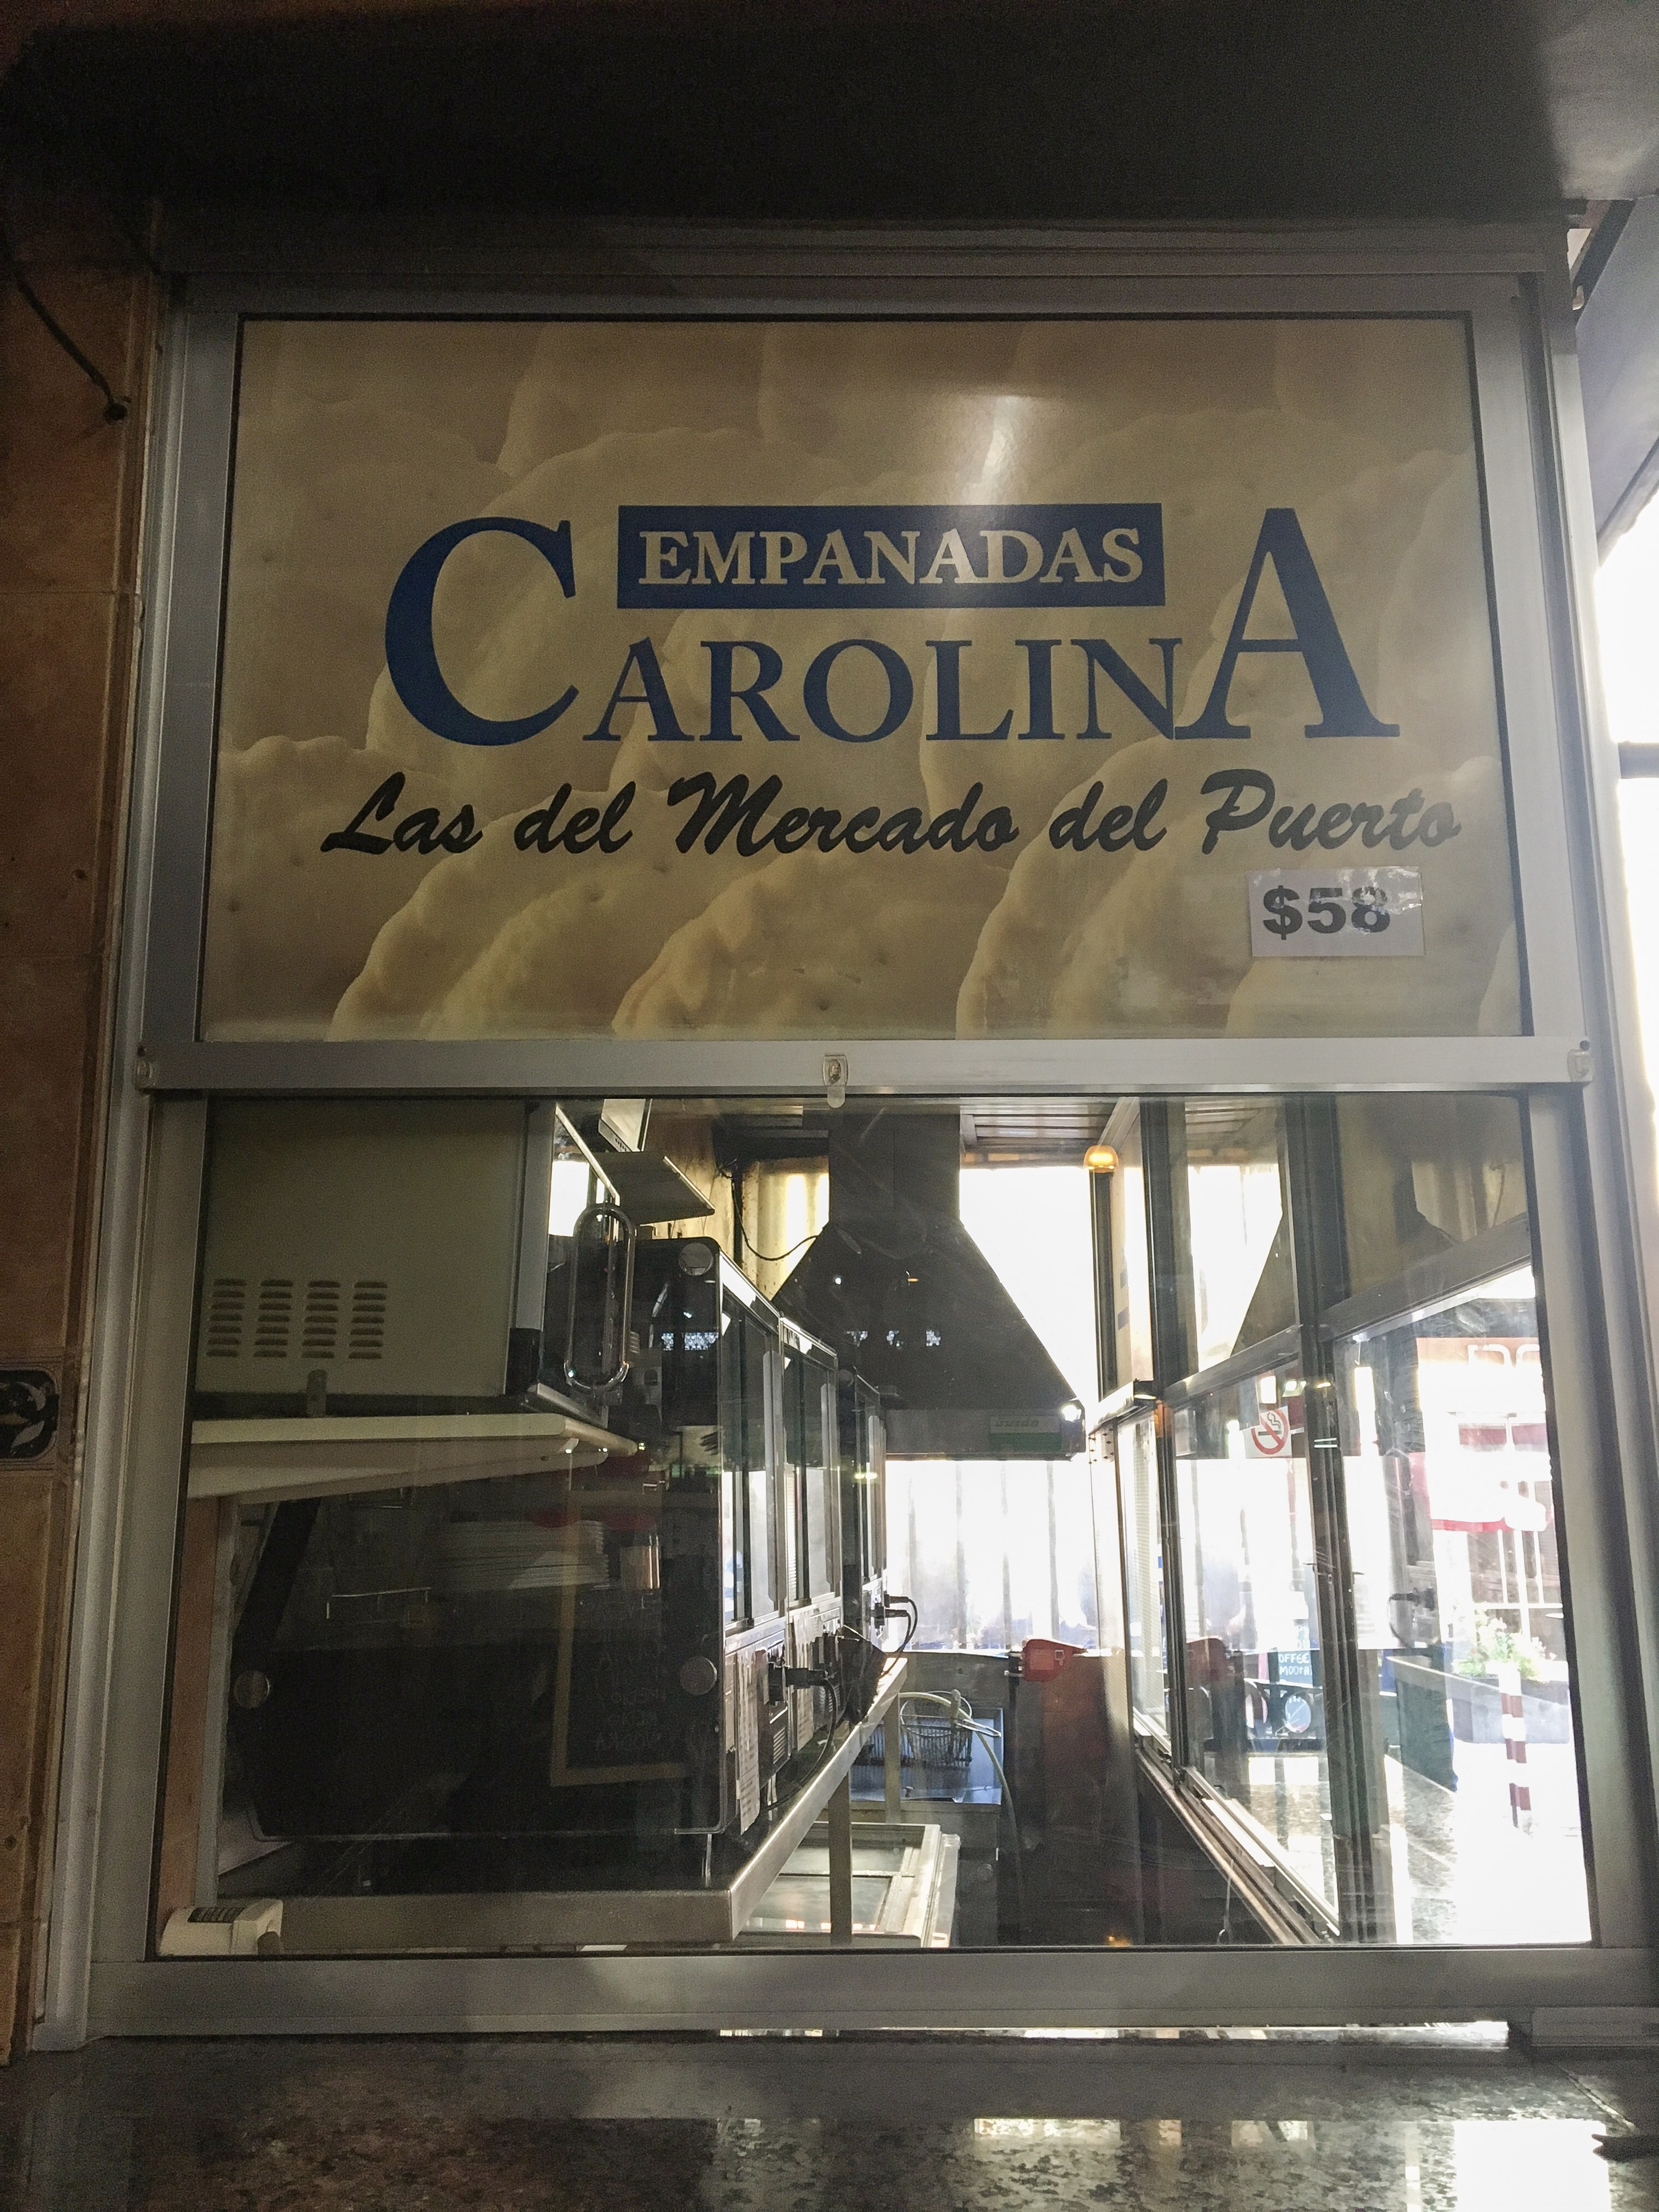 EMPANADAS
CAROLINA
Las del Mercado del Puerto
$58